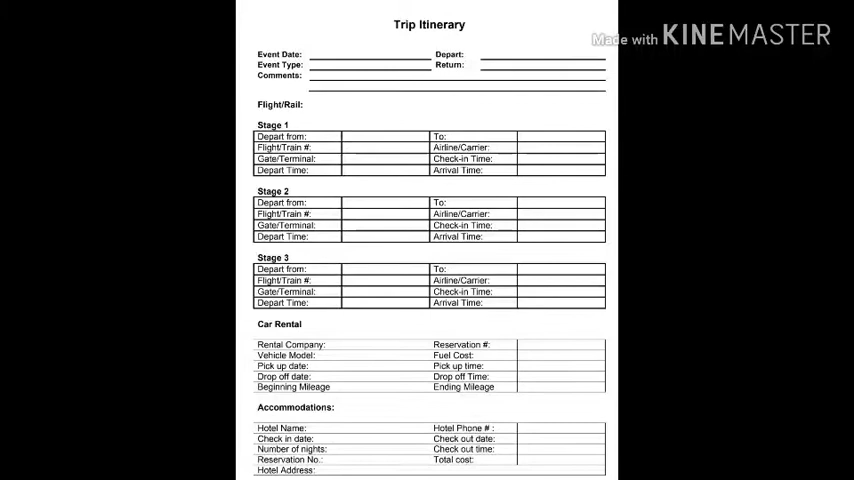 Trip Itinerary
Made with KINEMASTER
Event Date: Depart:
Event Type: Return:
Comments:
Flight/Rail:
Stage 1
Depart from: To:
Flight/Train #: Airline/Carrier:
Gate/Terminal: Check-in Time:
Depart Time: Arrival Time:
Stage 2
Depart from: To:
Flight/Train #: Airline/Carrier:
Gate/Terminal: Check-in Time:
Depart Time: Arrival Time:
Stage 3
Depart from: To:
Flight/Train #: Airline/Carrier:
Gate/Terminal: Check-in Time:
Depart Time: Arrival Time:
Car Rental
Rental Company: Reservation #:
Vehicle Model: Fuel Cost:
Pick up date: Pick up time:
Drop off date: Drop off Time:
Beginning Mileage Ending Mileage
Accommodations:
Hotel Name: Hotel Phone # :
Check in date: Check out date:
Number of nights: Check out time:
Reservation No.: Total cost:
Hotel Address: